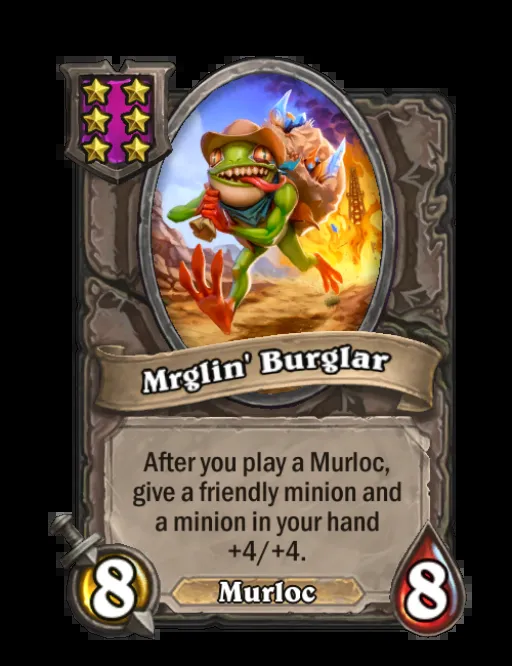 Mrglin' Burglar
After you play a Murloc,
give a friendly minion and
a minion in your hand
+4/+4.
8
Murloc
8